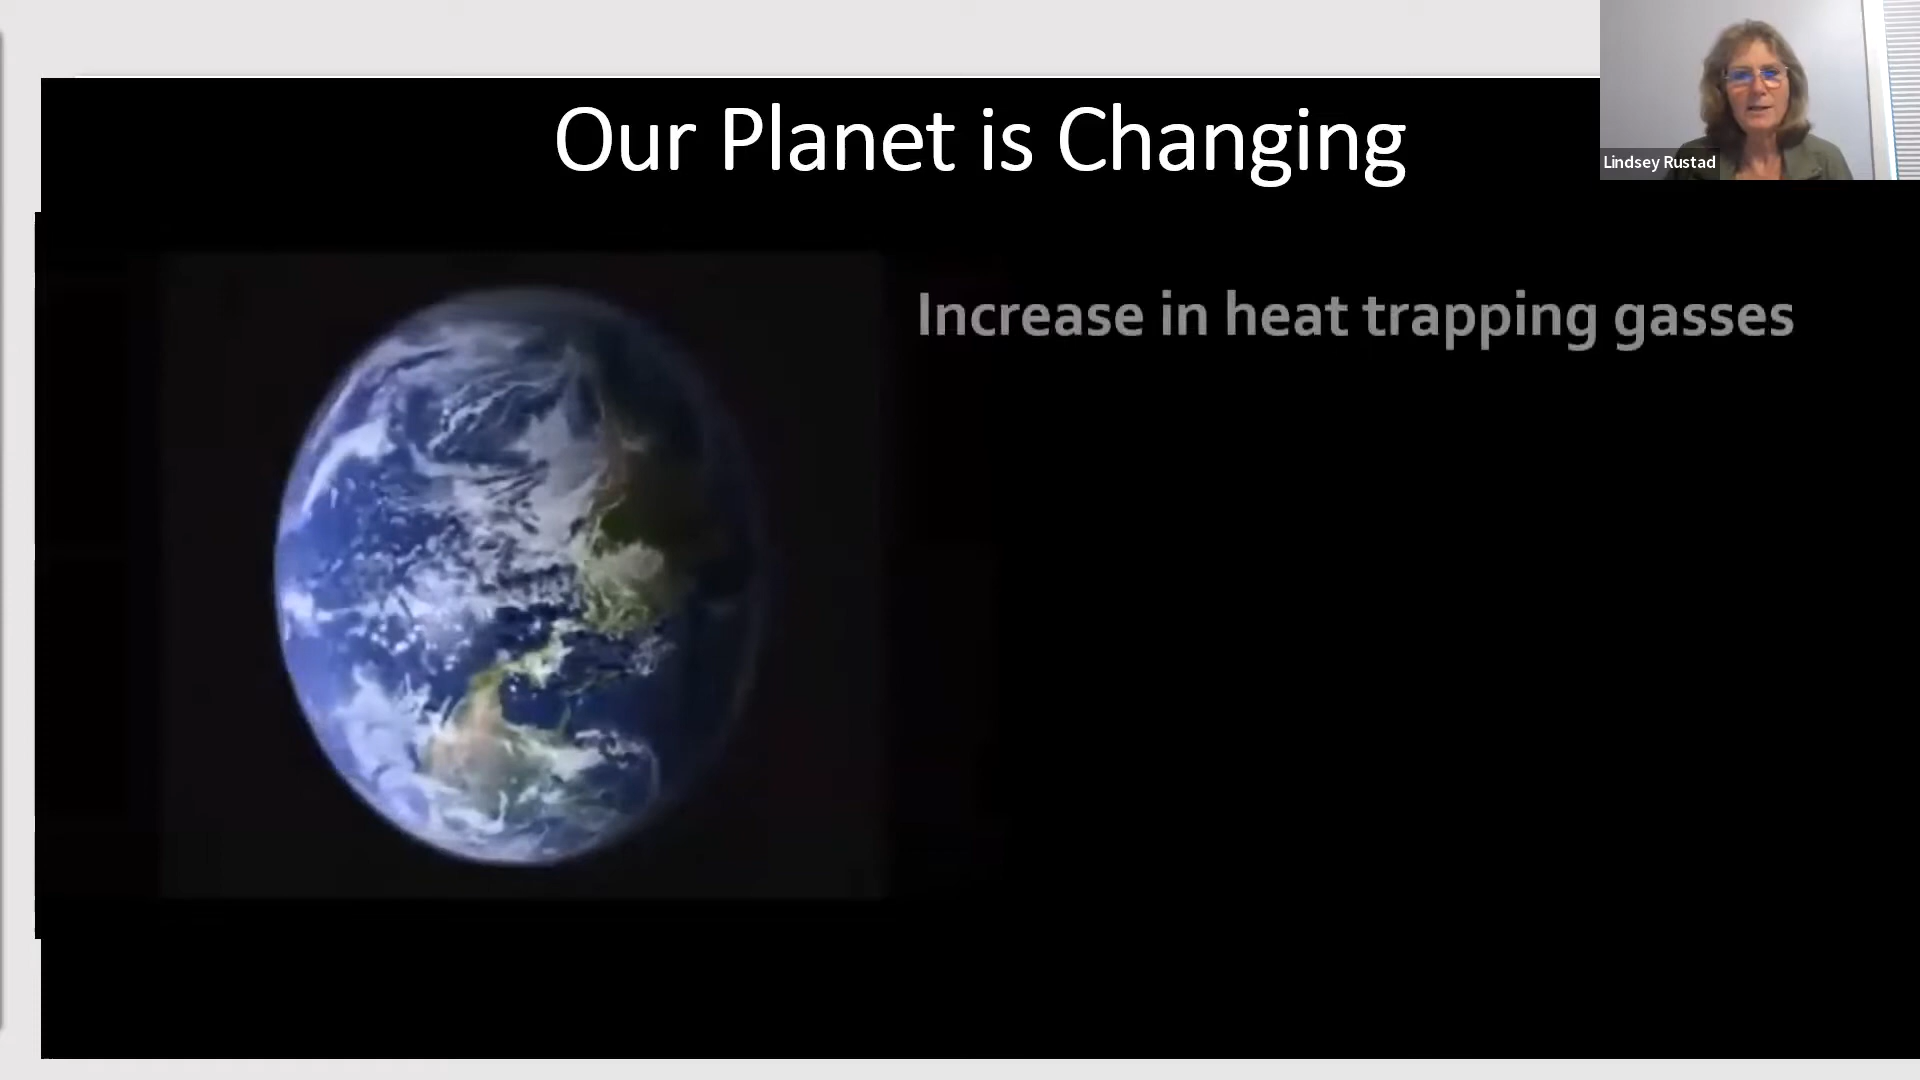 Our Planet is Changing
Lindsey Rustad
Increase in heat trapping gasses